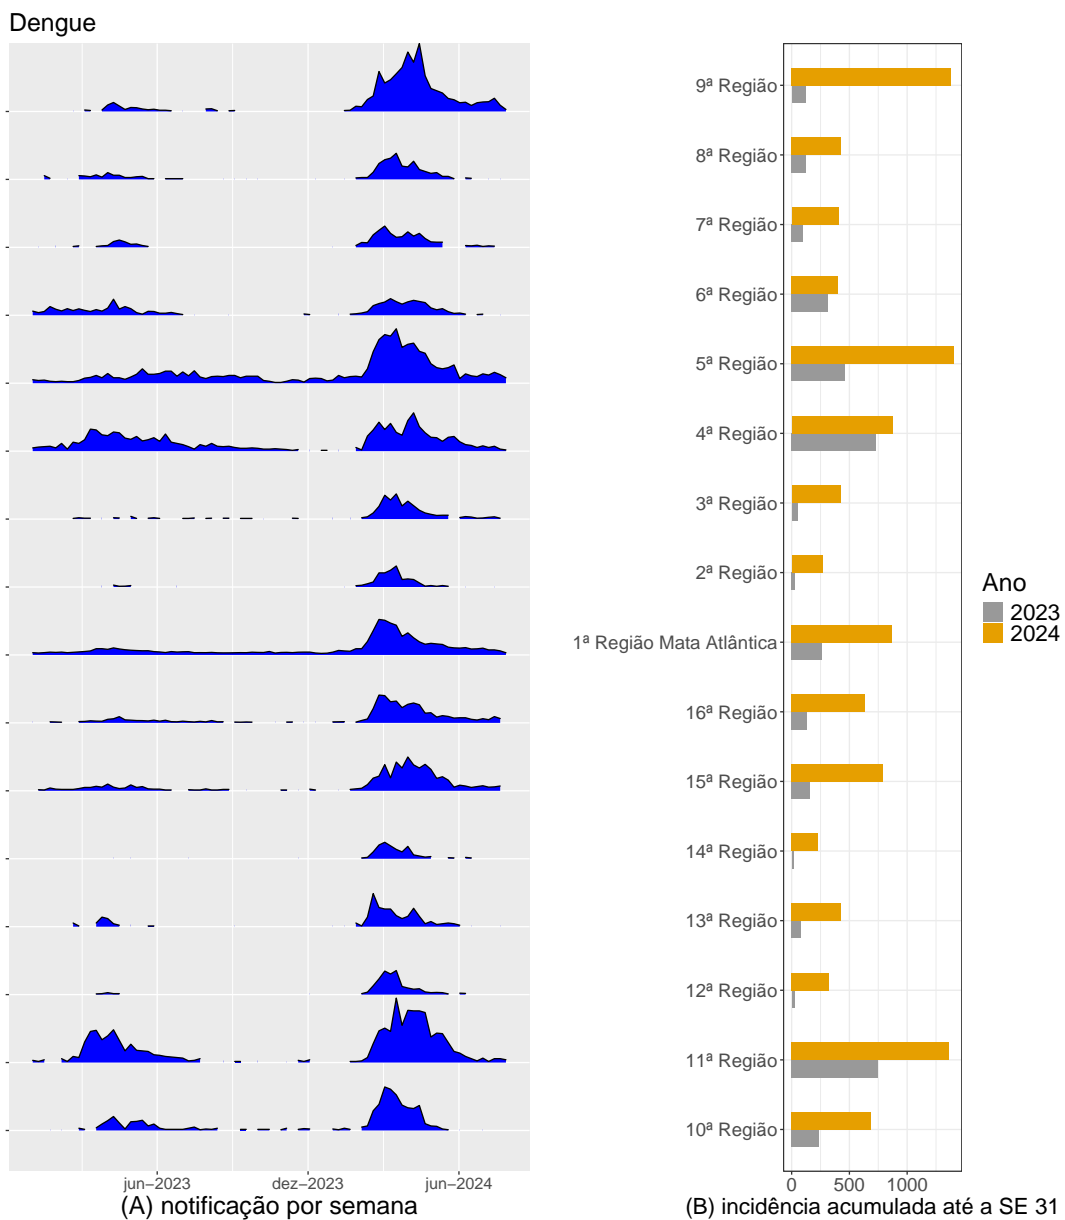 Dengue
9ª Região
8ª Região
7ª Região
6ª Região
5ª Região
4ª Região
3ª Região
2ª Região
1ª Região Mata Atlântica
16ª Região
15ª Região
14ª Região
13ª Região
12ª Região
11ª Região
10ª Região
Ano
2023
2024
jun−2023 dez−2023 jun−2024
0 500 1000
(A) notificação por semana
(B) incidência acumulada até a SE 31